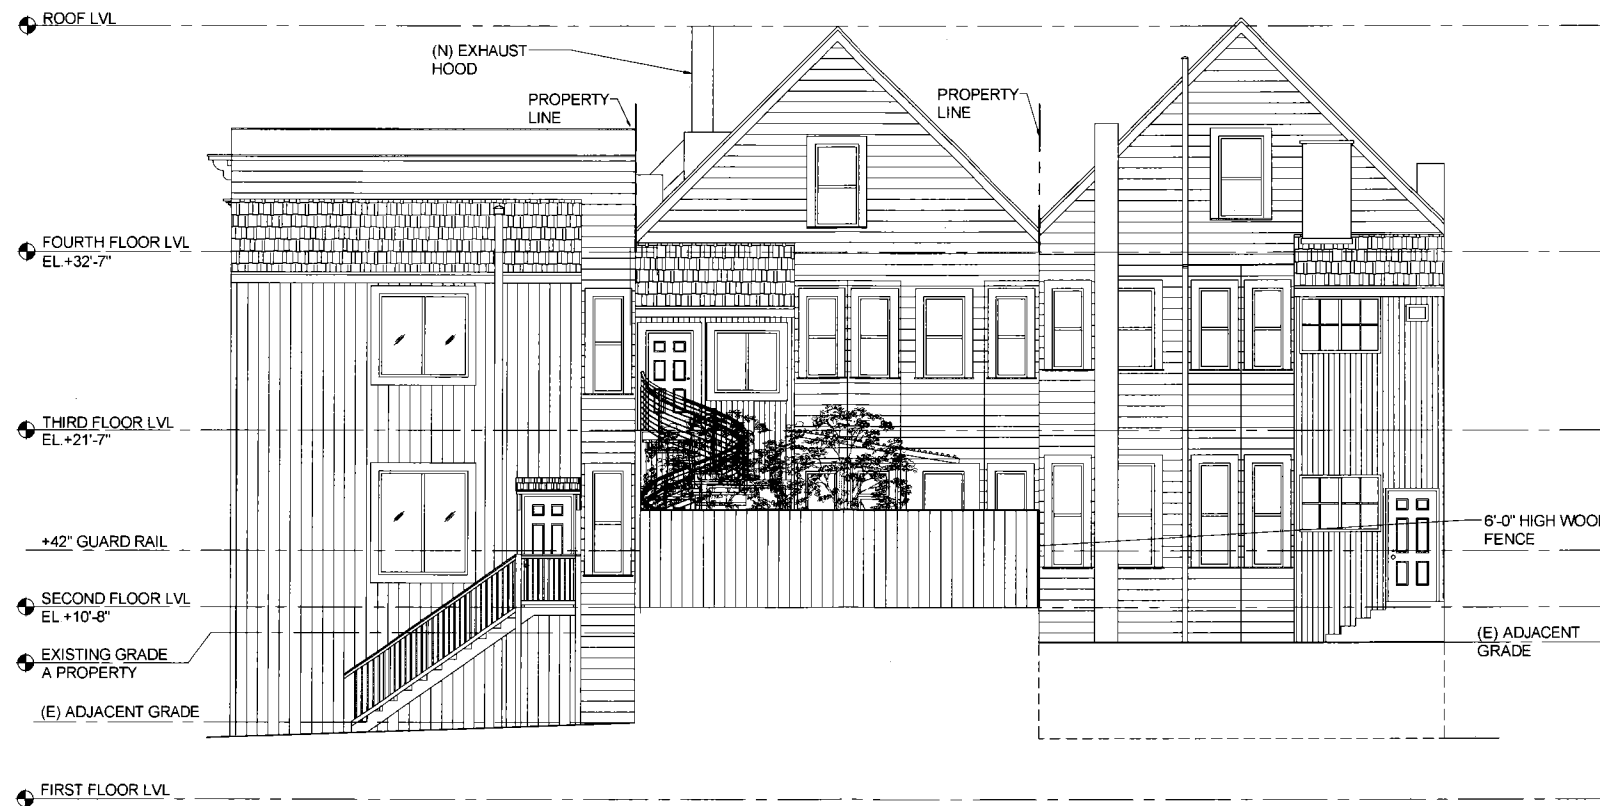 ROOF LVL
(N) EXHAUST
HOOD
PROPERTY
LINE
PROPERTY
LINE
FOURTH FLOOR LVL
EL.+32'-7"
THIRD FLOOR LVL
EL.+21'-7"
6'-0" HIGH WOO
FENCE
+42" GUARD RAIL
SECOND FLOOR LVL
EL +10'-8"
(E) ADJACENT
GRADE
EXISTING GRADE
A PROPERTY
(E) ADJACENT GRADE
FIRST FLOOR LVL